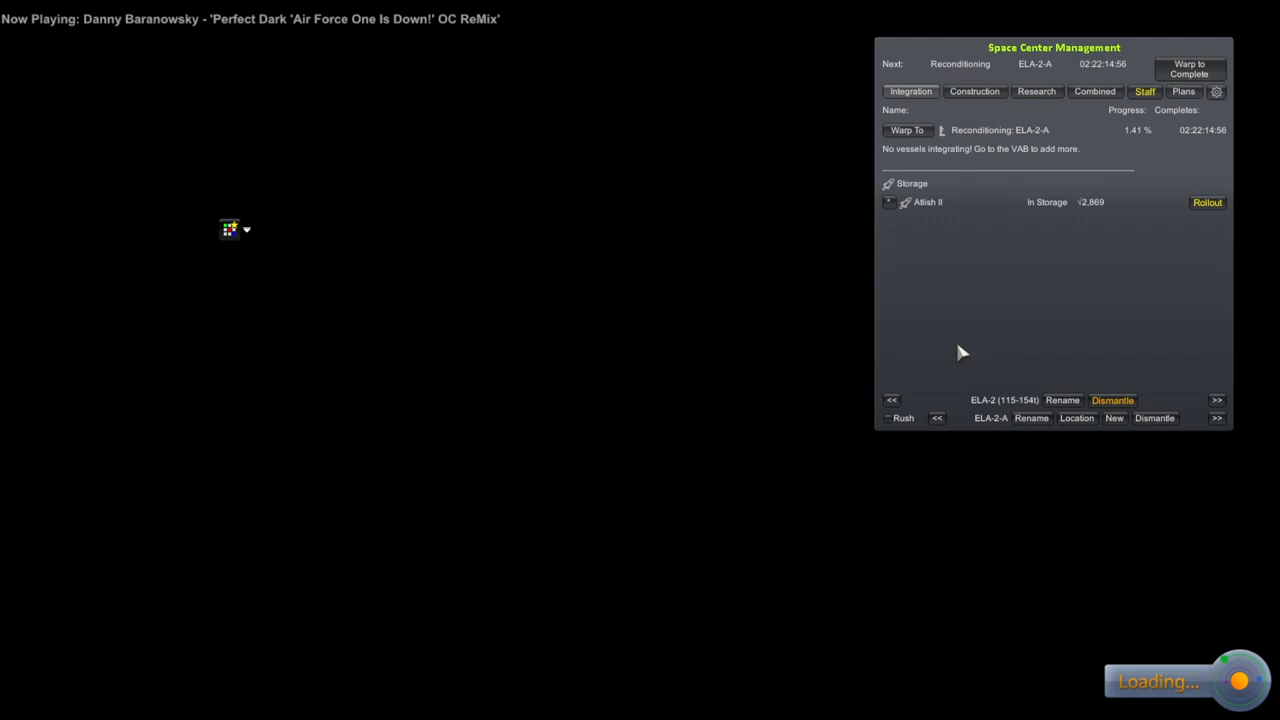 Now Playing: Danny Baranowsky - 'Perfect Dark 'Air Force One Is Down!' OC ReMix'
Space Center Management
Next: Reconditioning ELA-2-A 02:22:14:56 Warp to Complete
Integration Construction Research Combined Staff Plans
Name: Progress: Completes:
Warp To Reconditioning: ELA-2-A 1.41 % 02:22:14:56
No vessels integrating! Go to the VAB to add more.
Storage
* Atlish II In Storage √2,869 Rollout
<< ELA-2 (115-154t) Rename Dismantle >>
Rush << ELA-2-A Rename Location New Dismantle >>
Loading...